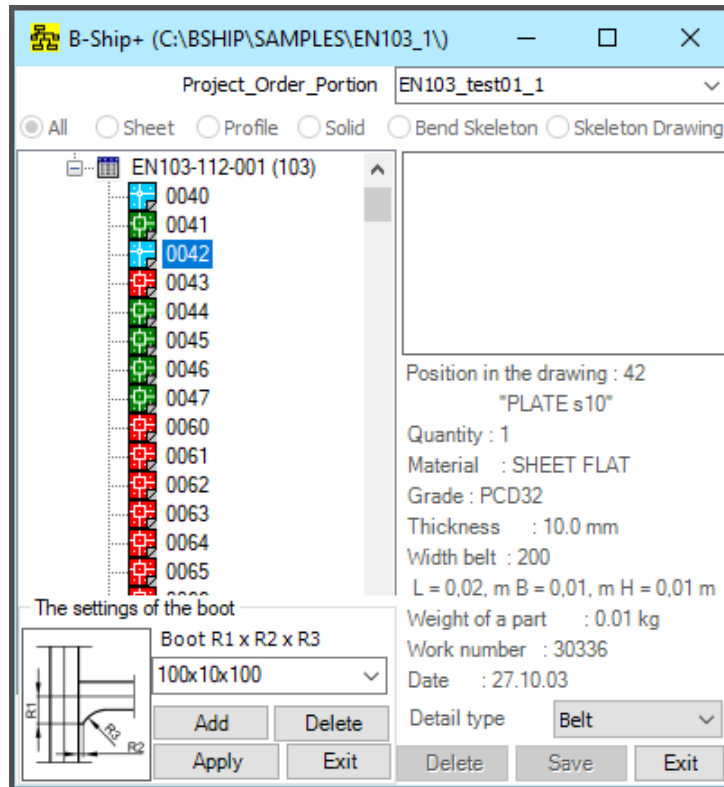 B-Ship+ (C:\BSHIP\SAMPLES\EN103_1\)
Project_Order_Portion EN103_test01_1
All Sheet Profile Solid Bend Skeleton Skeleton Drawing
EN103-112-001 (103)
0040
0041
0042
0043
0044
0045
0046
0047
0060
0061
0062
0063
0064
0065
Position in the drawing : 42
"PLATE s10"
Quantity : 1
Material : SHEET FLAT
Grade : PCD32
Thickness : 10.0 mm
Width belt : 200
L = 0,02, m B = 0,01, m H = 0,01 m
Weight of a part : 0.01 kg
Work number : 30336
Date : 27.10.03
Detail type Belt
Delete Save Exit
The settings of the boot
Boot R1 x R2 x R3
100x10x100
R1
R3
R2
Add Delete
Apply Exit